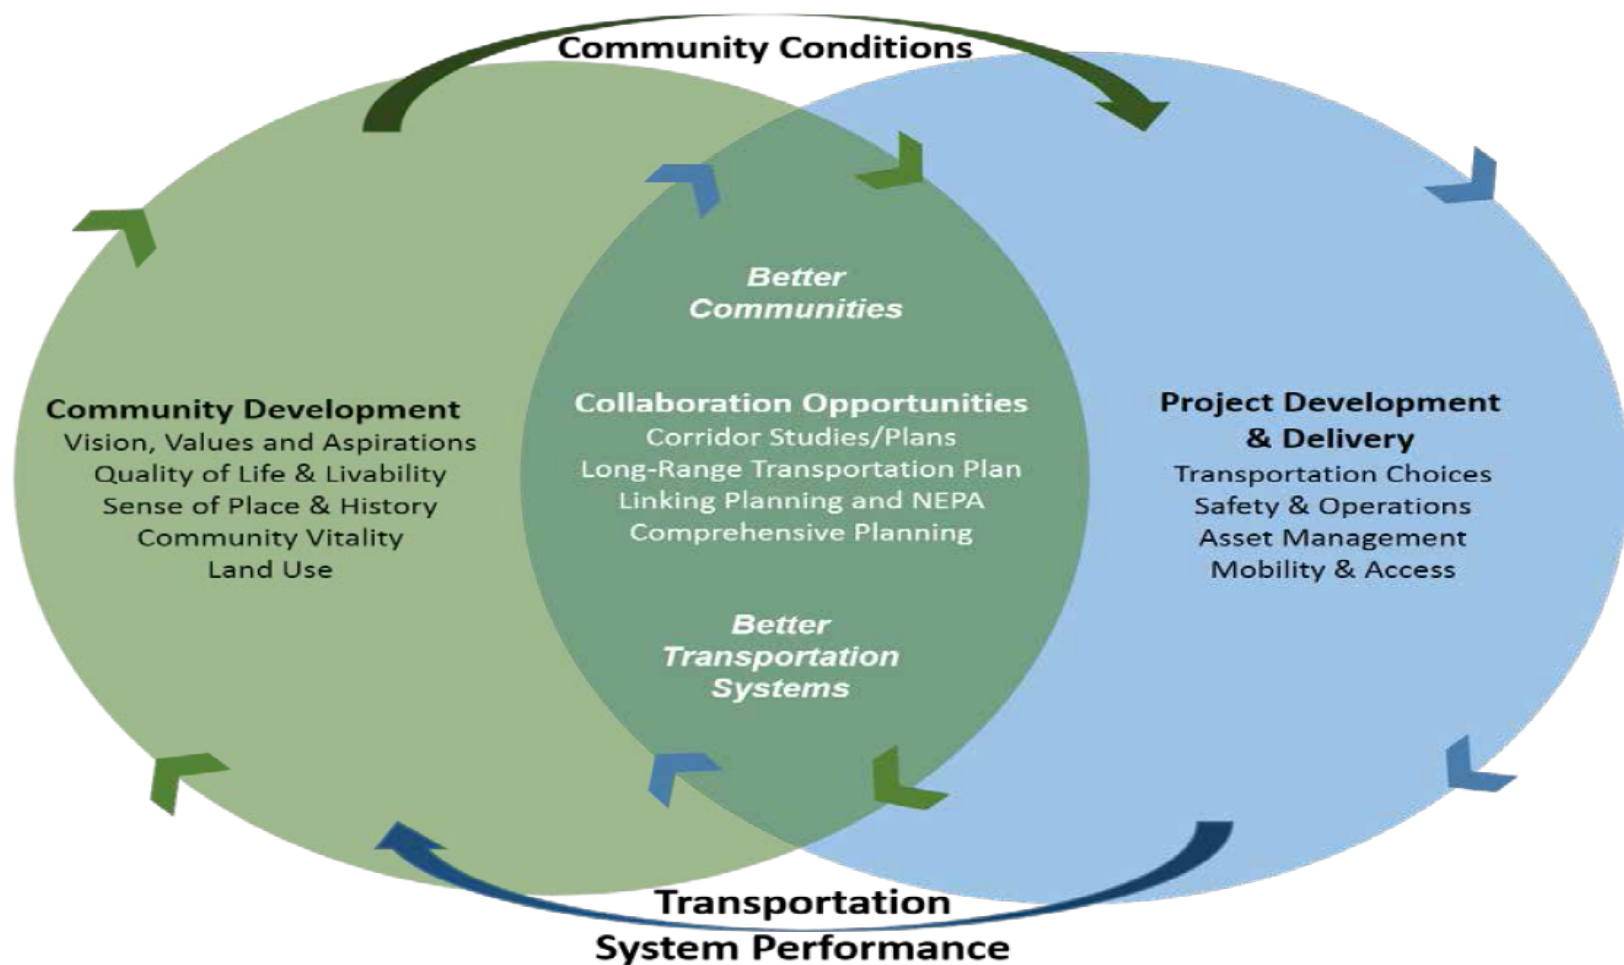 Community Conditions
Better
Communities
Community Development
Vision, Values and Aspirations
Quality of Life & Livability
Sense of Place & History
Community Vitality
Land Use
Collaboration Opportunities
Corridor Studies/Plans
Long-Range Transportation Plan
Linking Planning and NEPA
Comprehensive Planning
Project Development
& Delivery
Transportation Choices
Safety & Operations
Asset Management
Mobility & Access
Better
Transportation
Systems
Transportation
System Performance